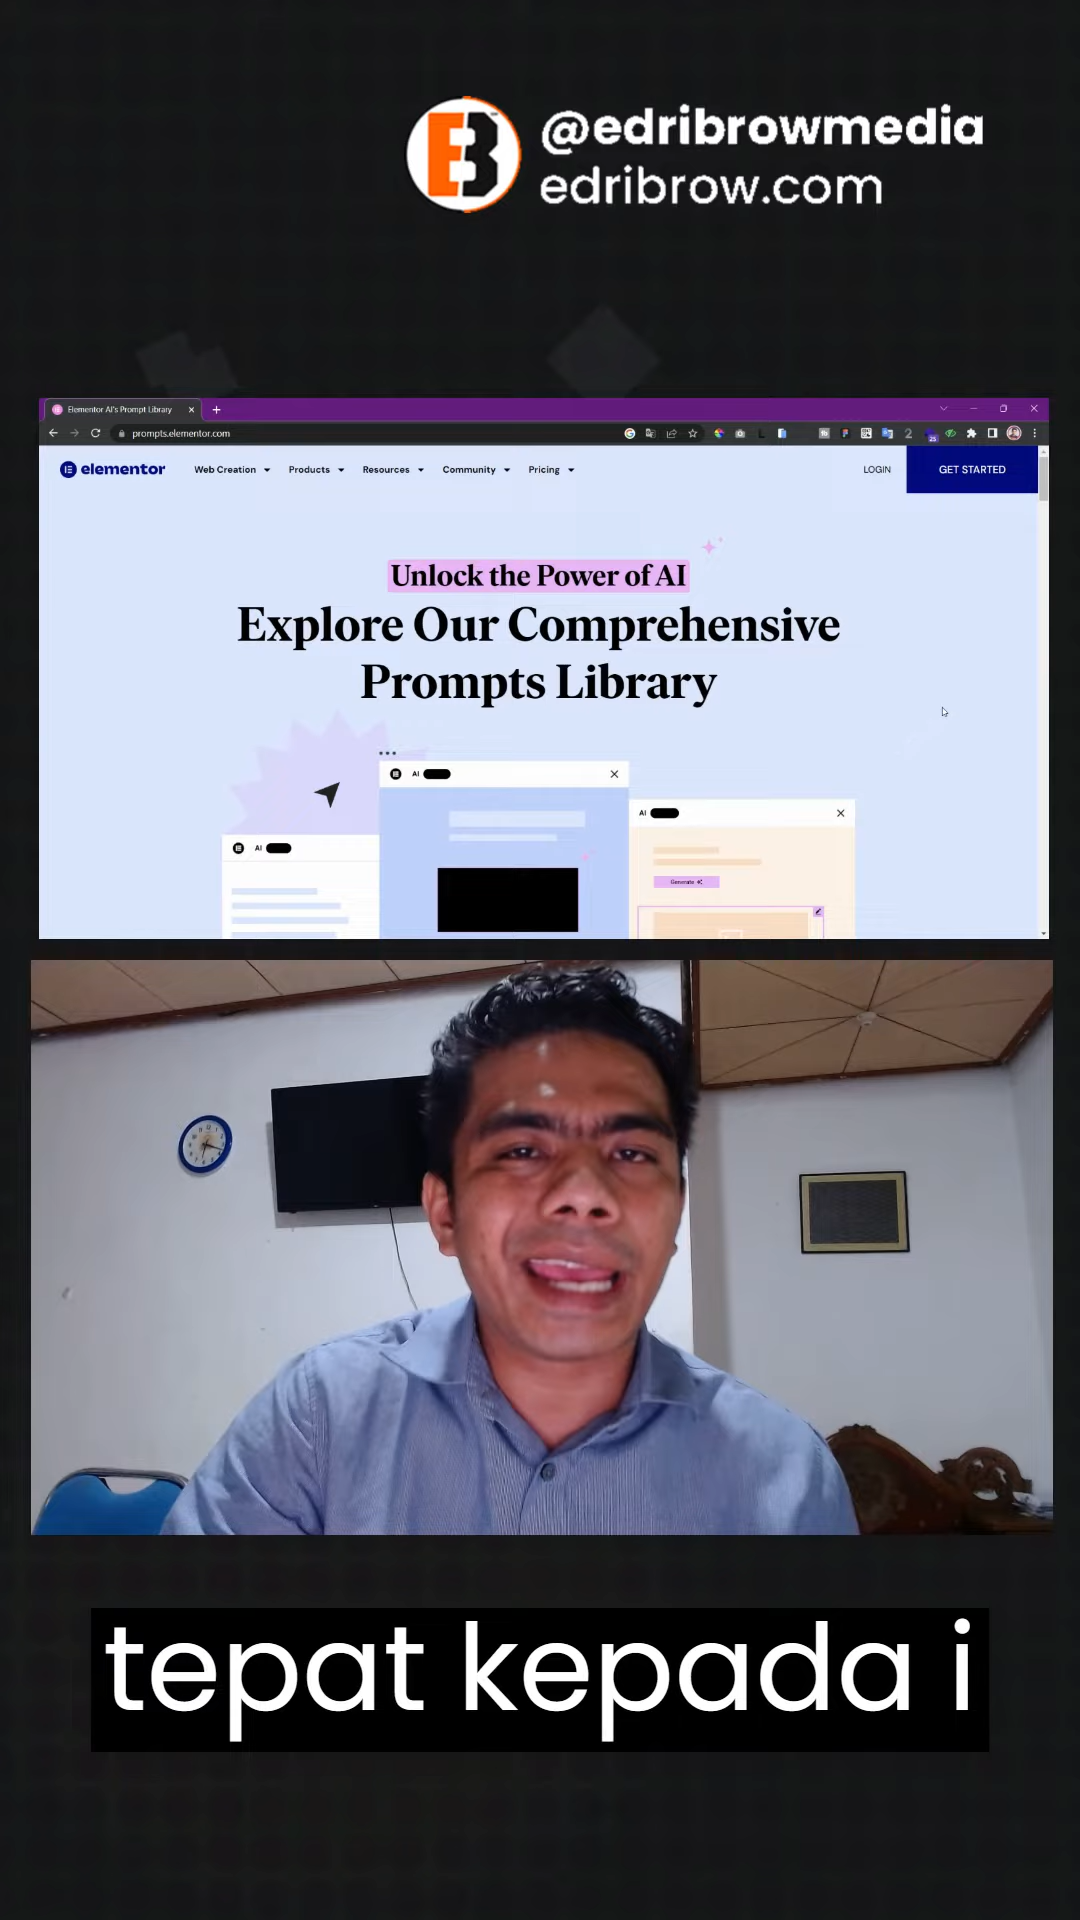 @edribrowmedia
edribrow.com
Elementor AI's Prompt Library
prompts.elementor.com
elementor Web Creation Products Resources Community Pricing LOGIN GET STARTED
Unlock the Power of AI
Explore Our Comprehensive
Prompts Library
AI
AI
AI
Generate
tepat kepada i